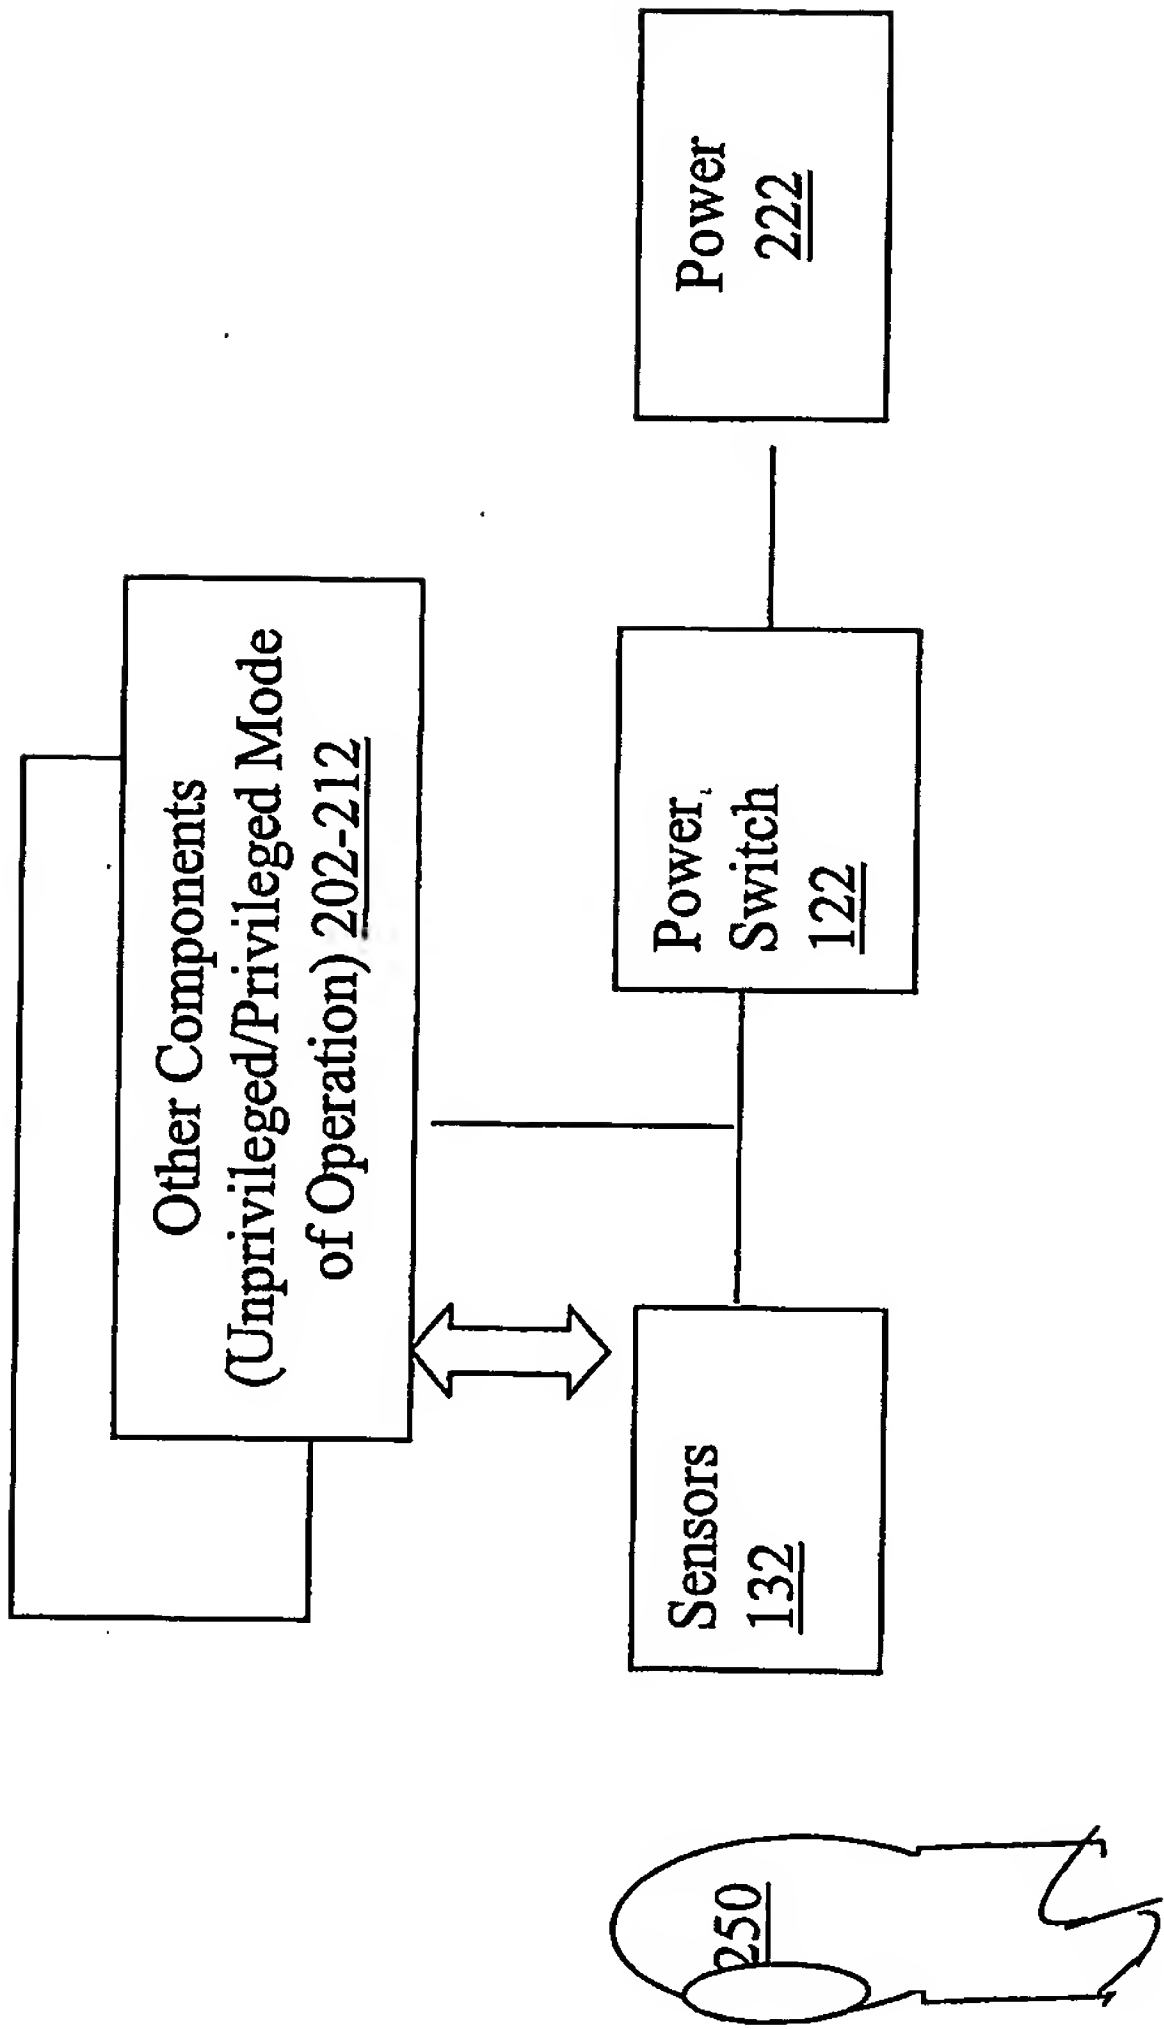 Other Components
(Unprivileged/Privileged Mode
of Operation) 202-212
250
Sensors
132
Power
Switch
122
Power
222